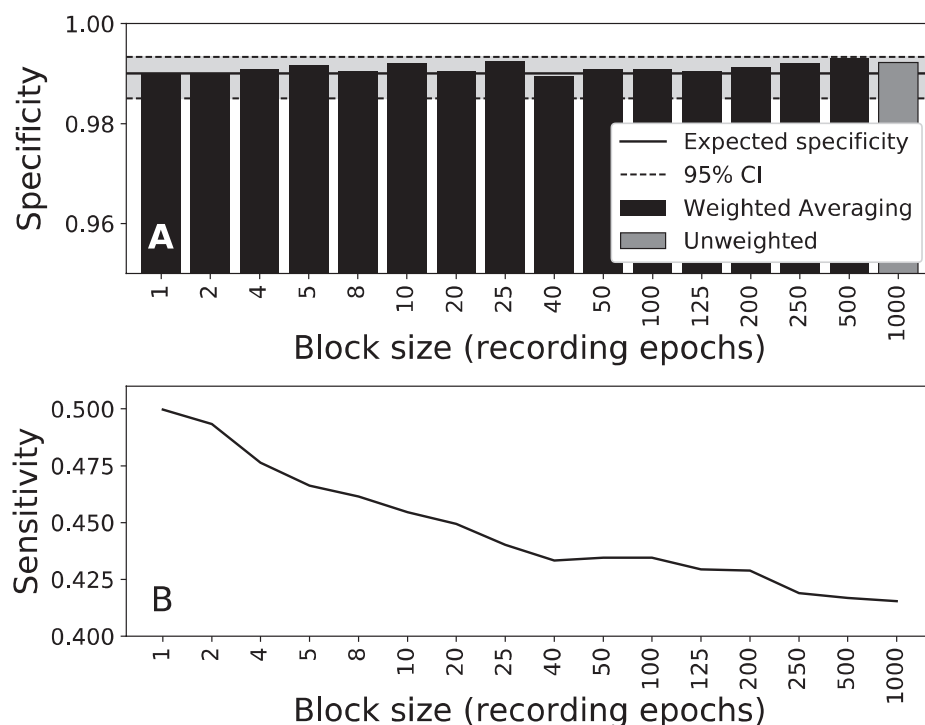 1.00
0.98
0.96
Specificity
A
Expected specificity
95% CI
Weighted Averaging
Unweighted
1 2 4 5 8 10 20 25 40 50 100 125 200 250 500 1000
Block size (recording epochs)
0.500
0.475
0.450
0.425
0.400
Sensitivity
B
1 2 4 5 8 10 20 25 40 50 100 125 200 250 500 1000
Block size (recording epochs)